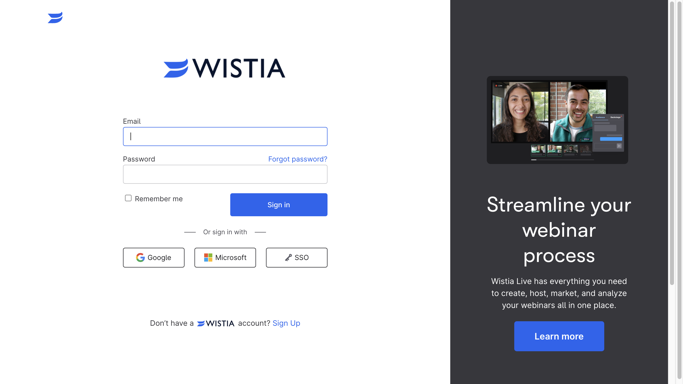 WISTIA
Email
Password
Forgot password?
Remember me
Sign in
Or sign in with
Google
Microsoft
SSO
Don't have a WISTIA account? Sign Up
Streamline your
webinar
process
Wistia Live has everything you need
to create, host, market, and analyze
your webinars all in one place.
Learn more